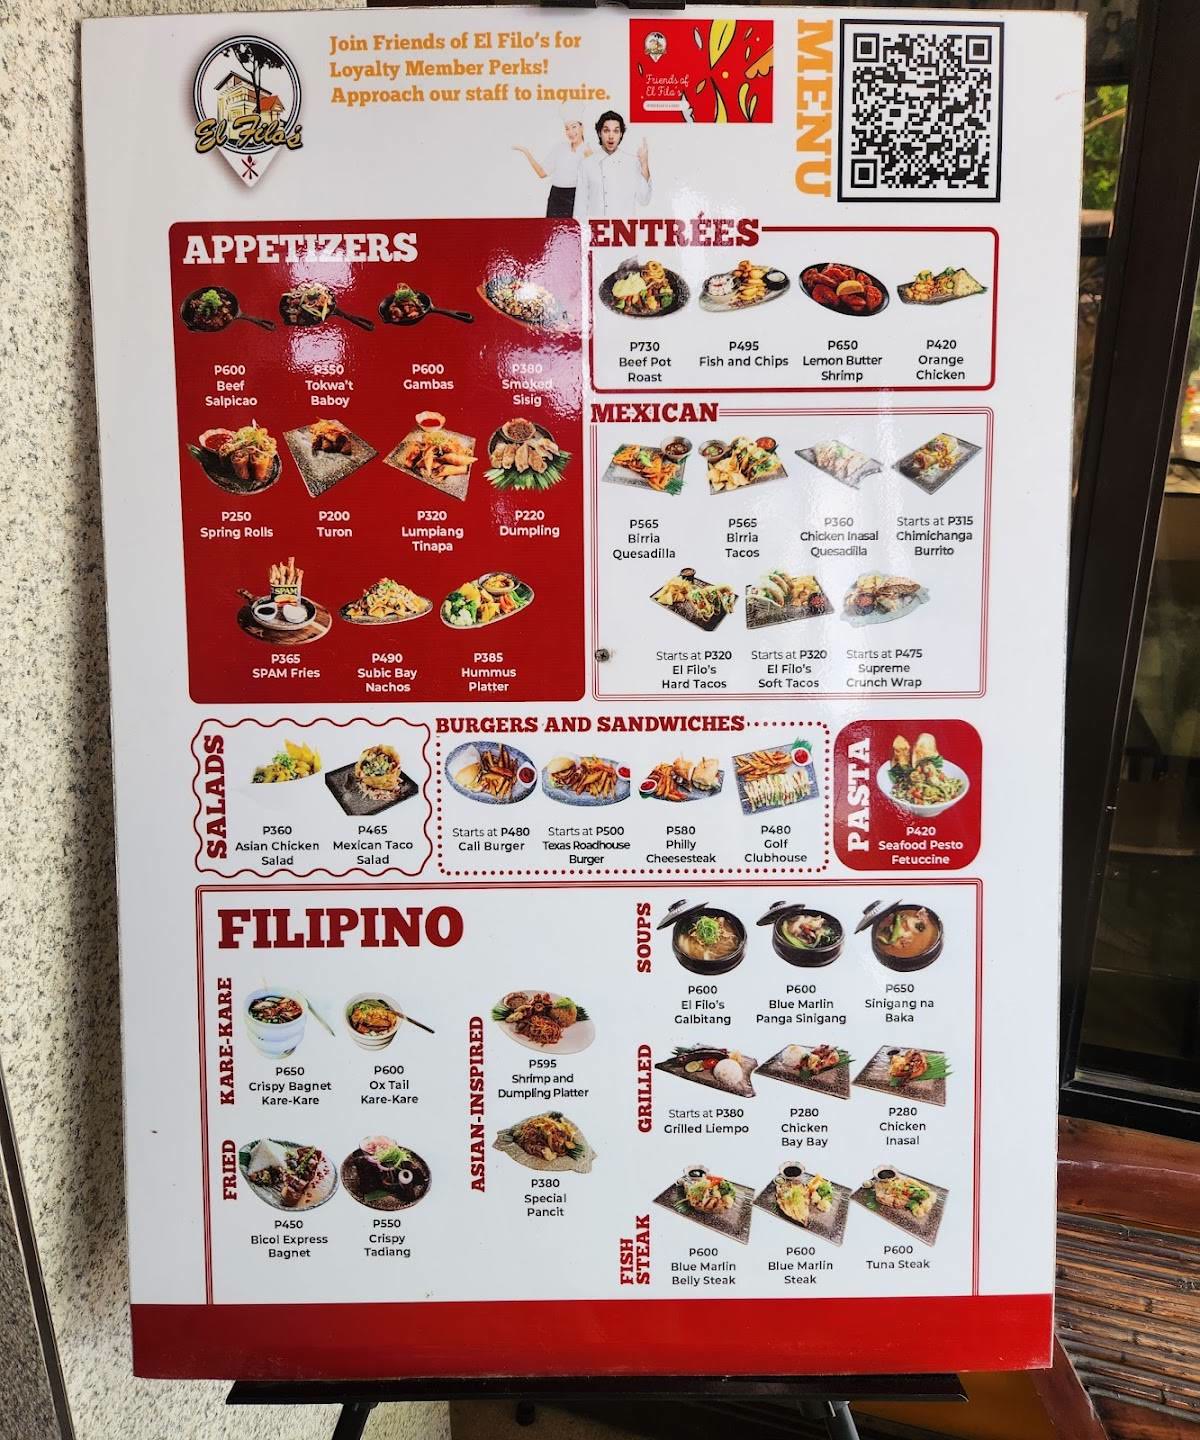 El Filo's
Join Friends of El Filo's for
Loyalty Member Perks!
Approach our staff to inquire.
Friends of
El Filo's
MENU
APPETIZERS
P600
Beef
Salpicao
P350
Tokwa't
Baboy
P600
Gambas
P380
Smoked
Sisig
P250
Spring Rolls
P200
Turon
P320
Lumpiang
Tinapa
P220
Dumpling
SPAM
P365
SPAM Fries
P490
Subic Bay
Nachos
P385
Hummus
Platter
ENTRÉES
P730
Beef Pot
Roast
P495
Fish and Chips
P650
Lemon Butter
Shrimp
P420
Orange
Chicken
MEXICAN
P565
Birria
Quesadilla
P565
Birria
Tacos
P360
Chicken Inasal
Quesadilla
Starts at P315
Chimichanga
Burrito
Starts at P320
El Filo's
Hard Tacos
Starts at P320
El Filo's
Soft Tacos
Starts at P475
Supreme
Crunch Wrap
SALADS
P360
Asian Chicken
Salad
P465
Mexican Taco
Salad
BURGERS AND SANDWICHES
Starts at P480
Cali Burger
Starts at P500
Texas Roadhouse
Burger
P580
Philly
Cheesesteak
P480
Golf
Clubhouse
PASTA
P420
Seafood Pesto
Fetuccine
FILIPINO
KARE-KARE
P650
Crispy Bagnet
Kare-Kare
P600
Ox Tail
Kare-Kare
FRIED
P450
Bicol Express
Bagnet
P550
Crispy
Tadiang
ASIAN-INSPIRED
P595
Shrimp and
Dumpling Platter
P380
Special
Pancit
SOUPS
P600
El Filo's
Galbitang
P600
Blue Marlin
Panga Sinigang
P650
Sinigang na
Baka
GRILLED
Starts at P380
Grilled Liempo
P280
Chicken
Bay Bay
P280
Chicken
Inasal
FISH
STEAK
P600
Blue Marlin
Belly Steak
P600
Blue Marlin
Steak
P600
Tuna Steak